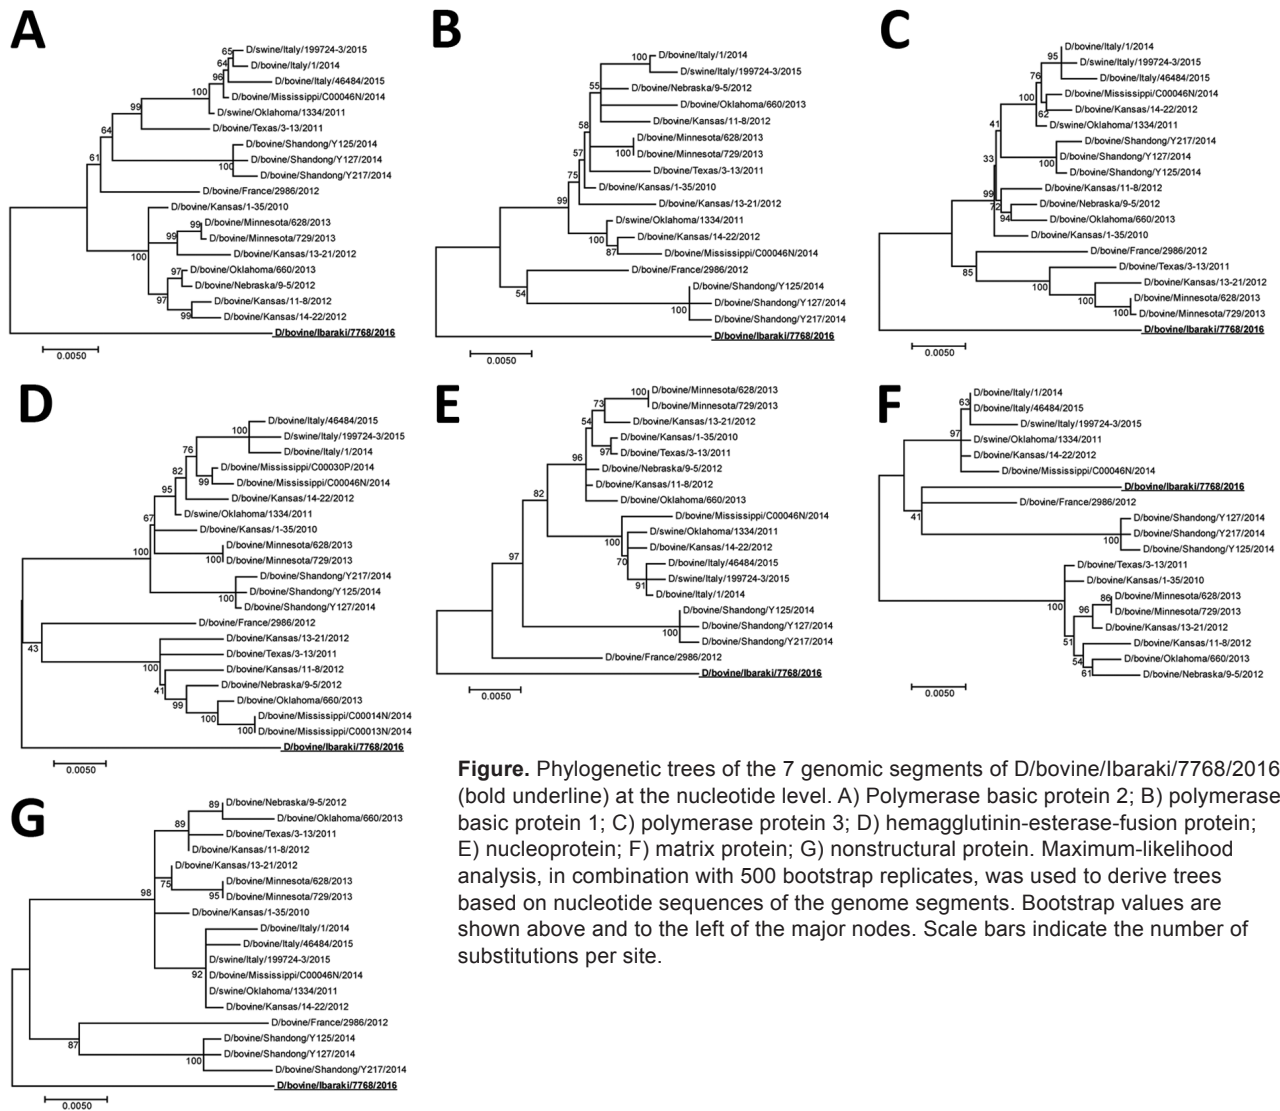 A
65
D/swine/Italy/199724-3/2015
64
D/bovine/Italy/1/2014
96
D/bovine/Italy/46484/2015
100
D/bovine/Mississippi/C00046N/2014
99
D/swine/Oklahoma/1334/2011
64
D/bovine/Texas/3-13/2011
D/bovine/Shandong/Y125/2014
61
D/bovine/Shandong/Y127/2014
100
D/bovine/Shandong/Y217/2014
D/bovine/France/2986/2012
D/bovine/Kansas/1-35/2010
99
D/bovine/Minnesota/628/2013
99
D/bovine/Minnesota/729/2013
100
D/bovine/Kansas/13-21/2012
97
D/bovine/Oklahoma/660/2013
D/bovine/Nebraska/9-5/2012
97
D/bovine/Kansas/11-8/2012
99
D/bovine/Kansas/14-22/2012
D/bovine/Ibaraki/7768/2016
0.0050
B
100
D/bovine/Italy/1/2014
D/swine/Italy/199724-3/2015
55
D/bovine/Nebraska/9-5/2012
D/bovine/Oklahoma/660/2013
58
D/bovine/Kansas/11-8/2012
D/bovine/Minnesota/628/2013
100
D/bovine/Minnesota/729/2013
57
D/bovine/Texas/3-13/2011
75
D/bovine/Kansas/1-35/2010
99
D/bovine/Kansas/13-21/2012
D/swine/Oklahoma/1334/2011
100
D/bovine/Kansas/14-22/2012
87
D/bovine/Mississippi/C00046N/2014
D/bovine/France/2986/2012
54
D/bovine/Shandong/Y125/2014
D/bovine/Shandong/Y127/2014
100
D/bovine/Shandong/Y217/2014
D/bovine/Ibaraki/7768/2016
0.0050
C
D/bovine/Italy/1/2014
95
D/swine/Italy/199724-3/2015
76
D/bovine/Italy/46484/2015
100
D/bovine/Mississippi/C00046N/2014
62
D/bovine/Kansas/14-22/2012
41
D/swine/Oklahoma/1334/2011
D/bovine/Shandong/Y217/2014
33
D/bovine/Shandong/Y127/2014
100
D/bovine/Shandong/Y125/2014
99
D/bovine/Kansas/11-8/2012
72
D/bovine/Nebraska/9-5/2012
94
D/bovine/Oklahoma/660/2013
D/bovine/Kansas/1-35/2010
D/bovine/France/2986/2012
85
D/bovine/Texas/3-13/2011
100
D/bovine/Kansas/13-21/2012
100
D/bovine/Minnesota/628/2013
100
D/bovine/Minnesota/729/2013
D/bovine/Ibaraki/7768/2016
0.0050
D
D/bovine/Italy/46484/2015
100
D/swine/Italy/199724-3/2015
76
D/bovine/Italy/1/2014
82
D/bovine/Mississippi/C00030P/2014
99
D/bovine/Mississippi/C00046N/2014
95
D/bovine/Kansas/14-22/2012
67
D/swine/Oklahoma/1334/2011
D/bovine/Kansas/1-35/2010
100
D/bovine/Minnesota/628/2013
100
D/bovine/Minnesota/729/2013
D/bovine/Shandong/Y217/2014
D/bovine/Shandong/Y125/2014
100
D/bovine/Shandong/Y127/2014
D/bovine/France/2986/2012
43
D/bovine/Kansas/13-21/2012
D/bovine/Texas/3-13/2011
100
D/bovine/Kansas/11-8/2012
41
D/bovine/Nebraska/9-5/2012
99
D/bovine/Oklahoma/660/2013
100
D/bovine/Mississippi/C00014N/2014
100
D/bovine/Mississippi/C00013N/2014
D/bovine/Ibaraki/7768/2016
0.0050
E
100
D/bovine/Minnesota/628/2013
73
D/bovine/Minnesota/729/2013
54
D/bovine/Kansas/13-21/2012
D/bovine/Kansas/1-35/2010
97
D/bovine/Texas/3-13/2011
96
D/bovine/Nebraska/9-5/2012
D/bovine/Kansas/11-8/2012
82
D/bovine/Oklahoma/660/2013
D/bovine/Mississippi/C00046N/2014
100
D/swine/Oklahoma/1334/2011
D/bovine/Kansas/14-22/2012
97
70
D/bovine/Italy/46484/2015
91
D/swine/Italy/199724-3/2015
D/bovine/Italy/1/2014
D/bovine/Shandong/Y125/2014
100
D/bovine/Shandong/Y127/2014
D/bovine/Shandong/Y217/2014
D/bovine/France/2986/2012
D/bovine/Ibaraki/7768/2016
0.0050
F
D/bovine/Italy/1/2014
63
D/bovine/Italy/46484/2015
D/swine/Italy/199724-3/2015
97
D/swine/Oklahoma/1334/2011
D/bovine/Kansas/14-22/2012
D/bovine/Mississippi/C00046N/2014
D/bovine/Ibaraki/7768/2016
D/bovine/France/2986/2012
41
D/bovine/Shandong/Y127/2014
D/bovine/Shandong/Y217/2014
100
D/bovine/Shandong/Y125/2014
D/bovine/Texas/3-13/2011
D/bovine/Kansas/1-35/2010
100
86
D/bovine/Minnesota/628/2013
96
D/bovine/Minnesota/729/2013
D/bovine/Kansas/13-21/2012
51
D/bovine/Kansas/11-8/2012
54
D/bovine/Oklahoma/660/2013
61
D/bovine/Nebraska/9-5/2012
0.0050
G
89
D/bovine/Nebraska/9-5/2012
D/bovine/Oklahoma/660/2013
89
D/bovine/Texas/3-13/2011
D/bovine/Kansas/11-8/2012
D/bovine/Kansas/13-21/2012
75
D/bovine/Minnesota/628/2013
98
95
D/bovine/Minnesota/729/2013
D/bovine/Kansas/1-35/2010
D/bovine/Italy/1/2014
D/bovine/Italy/46484/2015
D/swine/Italy/199724-3/2015
92
D/bovine/Mississippi/C00046N/2014
D/swine/Oklahoma/1334/2011
D/bovine/Kansas/14-22/2012
D/bovine/France/2986/2012
87
D/bovine/Shandong/Y125/2014
D/bovine/Shandong/Y127/2014
100
D/bovine/Shandong/Y217/2014
D/bovine/Ibaraki/7768/2016
0.0050
Figure. Phylogenetic trees of the 7 genomic segments of D/bovine/Ibaraki/7768/2016
(bold underline) at the nucleotide level. A) Polymerase basic protein 2; B) polymerase
basic protein 1; C) polymerase protein 3; D) hemagglutinin-esterase-fusion protein;
E) nucleoprotein; F) matrix protein; G) nonstructural protein. Maximum-likelihood
analysis, in combination with 500 bootstrap replicates, was used to derive trees
based on nucleotide sequences of the genome segments. Bootstrap values are
shown above and to the left of the major nodes. Scale bars indicate the number of
substitutions per site.